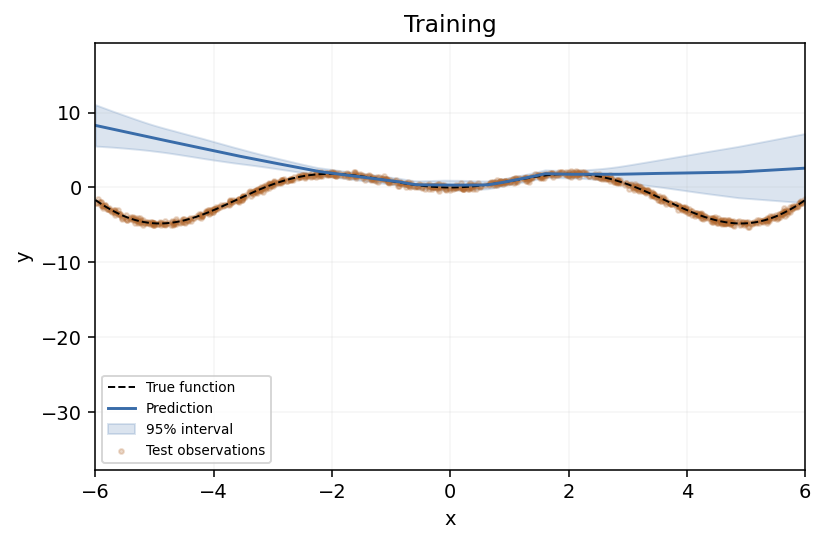 Training
10
0
−10
−20
−30
y
True function
Prediction
95% interval
Test observations
−6
−4
−2
0
2
4
6
x